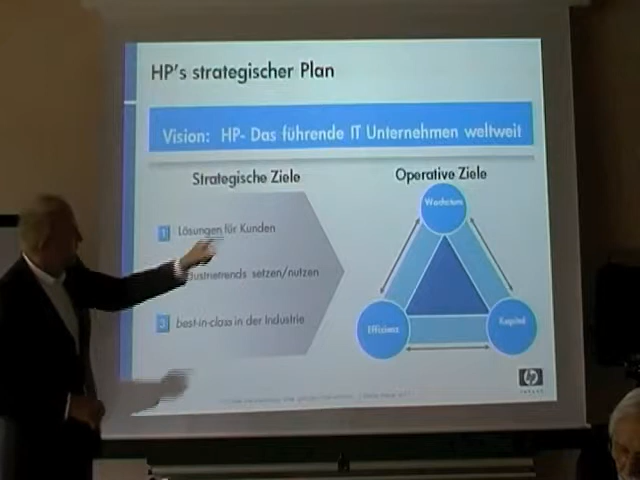 HP's strategischer Plan
Vision: HP- Das führende IT Unternehmen weltweit
Strategische Ziele
Operative Ziele
Wachstum
1 Lösungen für Kunden
setzen/nutzen
3 best-in-class in der Industrie
Effizienz
Kapital
hp